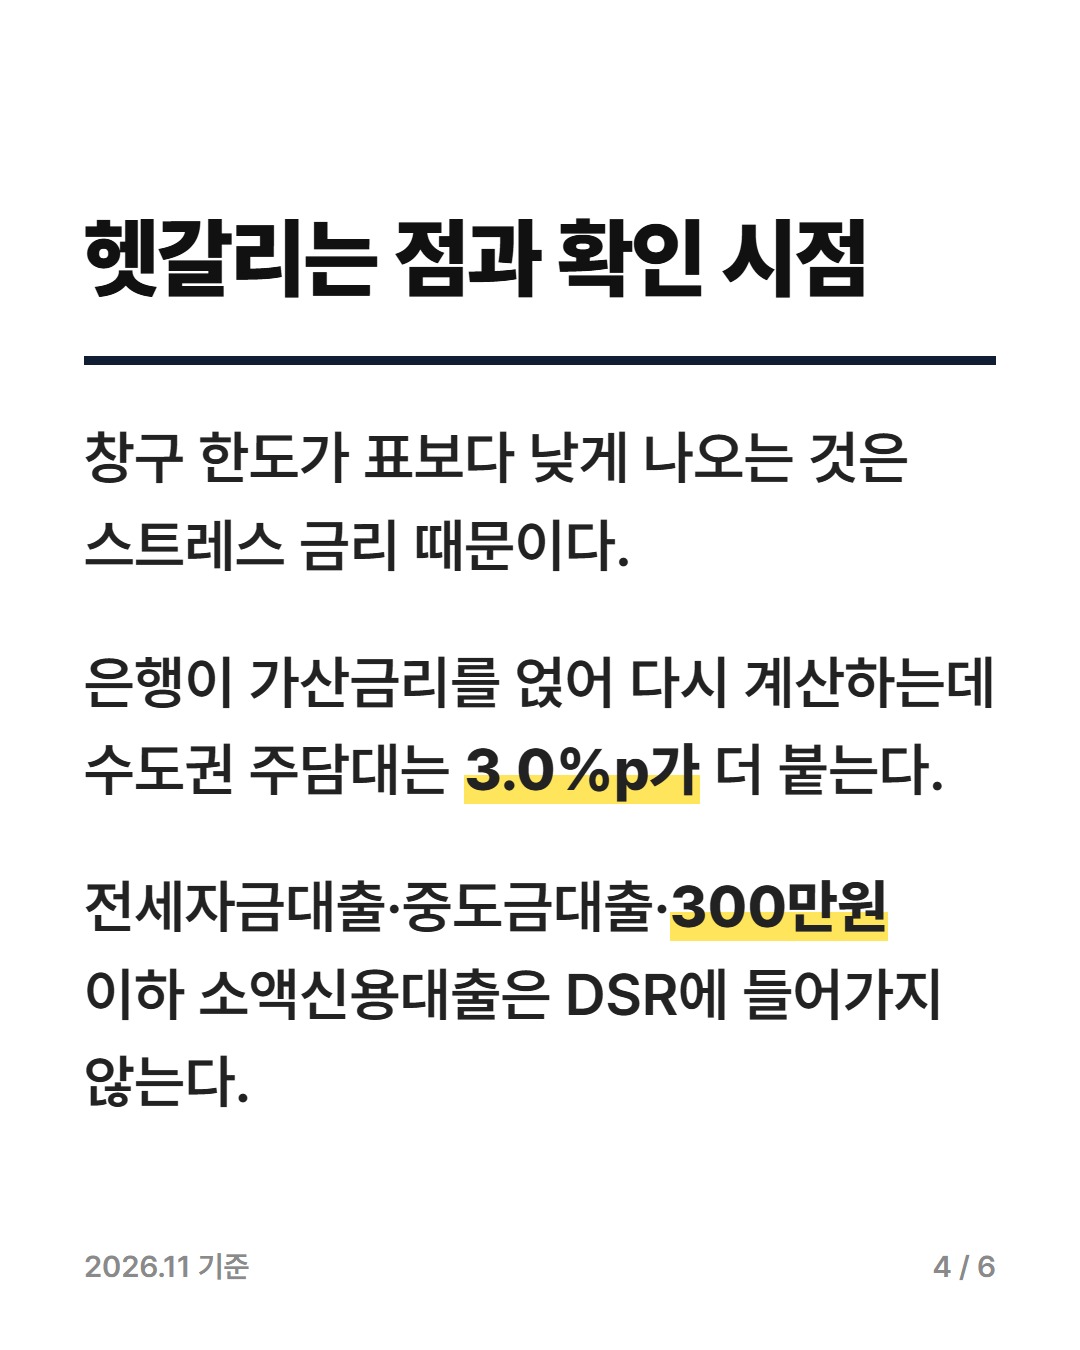 헷갈리는 점과 확인 시점
창구 한도가 표보다 낮게 나오는 것은
스트레스 금리 때문이다.
은행이 가산금리를 얹어 다시 계산하는데
수도권 주담대는 3.0%p가 더 붙는다.
전세자금대출·중도금대출·300만원
이하 소액신용대출은 DSR에 들어가지
않는다.
2026.11 기준
4 / 6